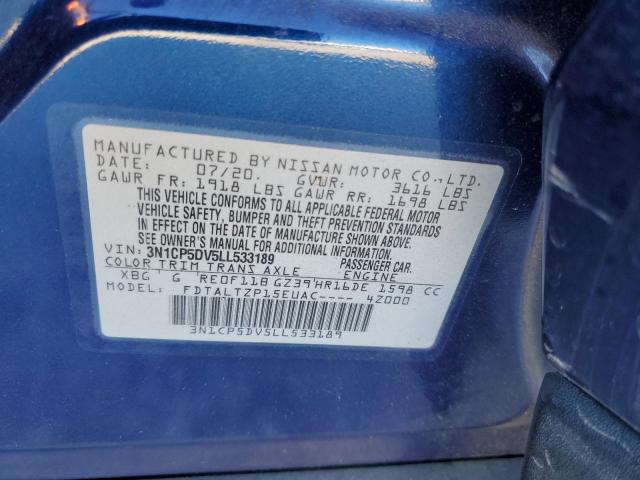 MANUFACTURED BY NISSAN MOTOR CO.,LTD.
DATE: 07/20. GVWR: 3616 LBS
GAWR FR: 1918 LBS GAWR RR: 1698 LBS
THIS VEHICLE CONFORMS TO ALL APPLICABLE FEDERAL MOTOR
VEHICLE SAFETY, BUMPER AND THEFT PREVENTION STANDARDS
IN EFFECT ON THE DATE OF MANUFACTURE SHOWN ABOVE.
SEE OWNER'S MANUAL FOR ADDITIONAL INFORMATION.
VIN: 3N1CP5DV5LL533189 PASSENGER CAR.
COLOR TRIM TRANS AXLE ENGINE
XBG G RE0F11B GZ39 HR16DE 1598 CC
MODEL: FDTALTZP15EUAC---- 4Z000
3N1CP5DV5LL533189